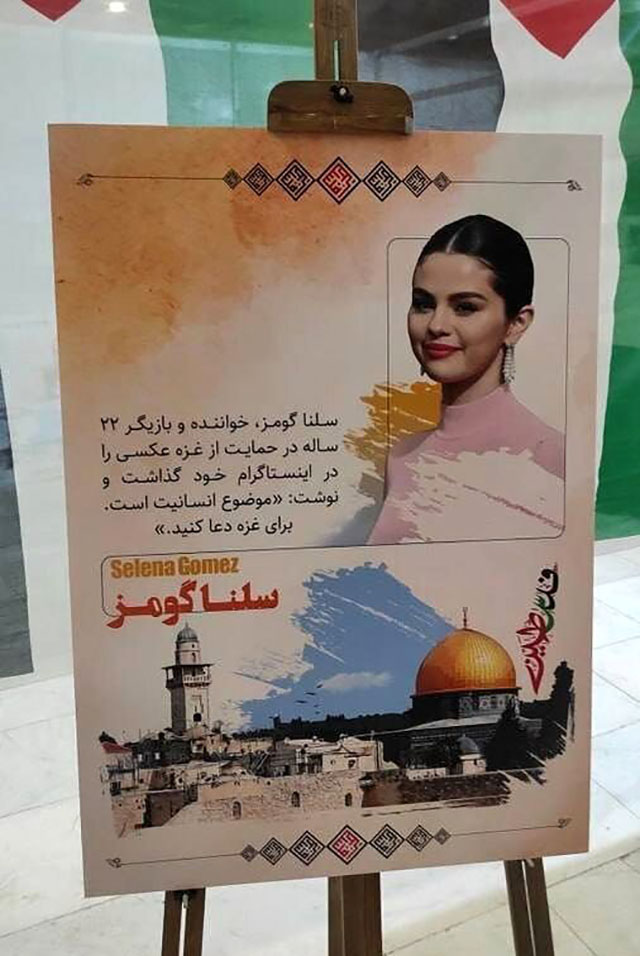 سلنا گومز، خواننده و بازیگر ۲۲
ساله در حمایت از غزه عکسی را
در اینستاگرام خود گذاشت و
نوشت: «موضوع انسانیت است.
برای غزه دعا کنید.»
Selena Gomez
سلنا گومز
فلسطین